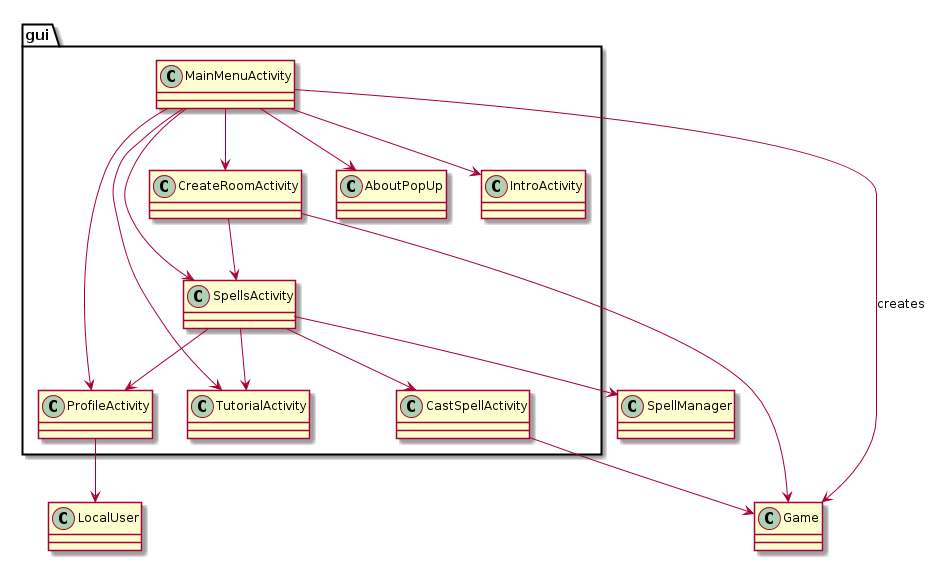 gui
C MainMenuActivity
C CreateRoomActivity
C AboutPopUp
C IntroActivity
C SpellsActivity
creates
C ProfileActivity
C TutorialActivity
C CastSpellActivity
C SpellManager
C LocalUser
C Game